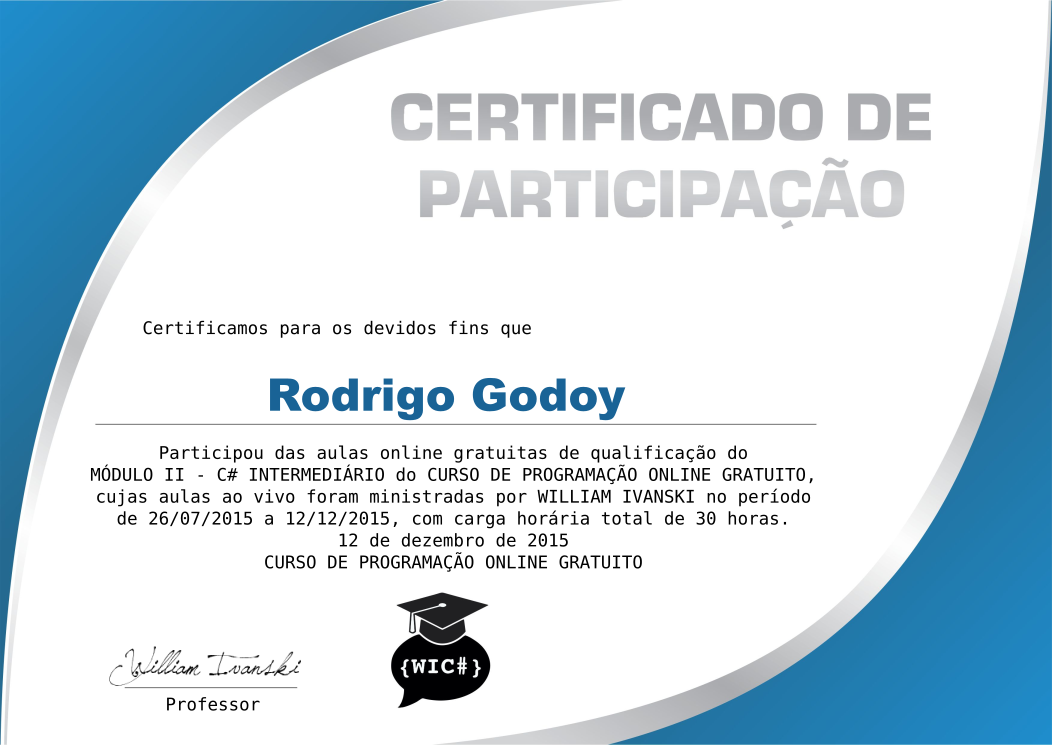 CERTIFICADO DE
PARTICIPAÇÃO
Certificamos para os devidos fins que
Rodrigo Godoy
Participou das aulas online gratuitas de qualificação do
MÓDULO II - C# INTERMEDIÁRIO do CURSO DE PROGRAMAÇÃO ONLINE GRATUITO,
cujas aulas ao vivo foram ministradas por WILLIAM IVANSKI no período
de 26/07/2015 a 12/12/2015, com carga horária total de 30 horas.
12 de dezembro de 2015
CURSO DE PROGRAMAÇÃO ONLINE GRATUITO
William Ivanski
{WIC#}
Professor